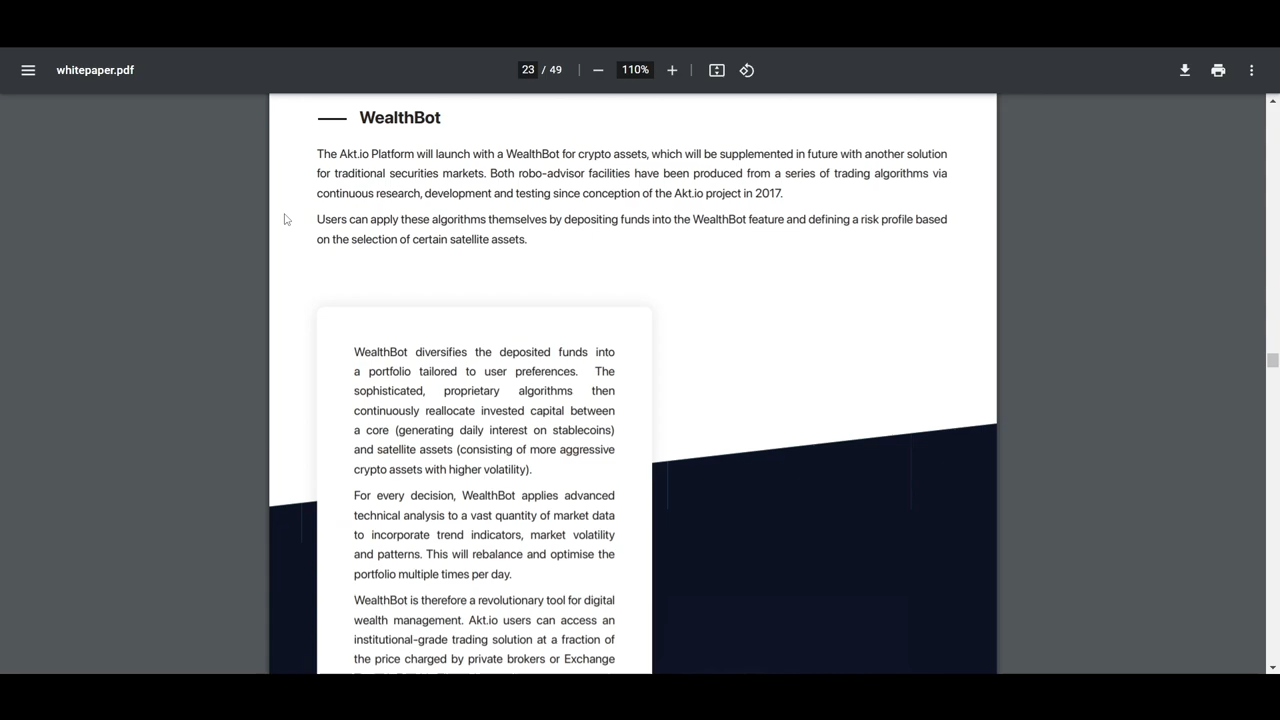 whitepaper.pdf
23 / 49
110%
WealthBot
The Akt.io Platform will launch with a WealthBot for crypto assets, which will be supplemented in future with another solution
for traditional securities markets. Both robo-advisor facilities have been produced from a series of trading algorithms via
continuous research, development and testing since conception of the Akt.io project in 2017.
Users can apply these algorithms themselves by depositing funds into the WealthBot feature and defining a risk profile based
on the selection of certain satellite assets.
WealthBot diversifies the deposited funds into
a portfolio tailored to user preferences. The
sophisticated, proprietary algorithms then
continuously reallocate invested capital between
a core (generating daily interest on stablecoins)
and satellite assets (consisting of more aggressive
crypto assets with higher volatility).
For every decision, WealthBot applies advanced
technical analysis to a vast quantity of market data
to incorporate trend indicators, market volatility
and patterns. This will rebalance and optimise the
portfolio multiple times per day.
WealthBot is therefore a revolutionary tool for digital
wealth management. Akt.io users can access an
institutional-grade trading solution at a fraction of
the price charged by private brokers or Exchange